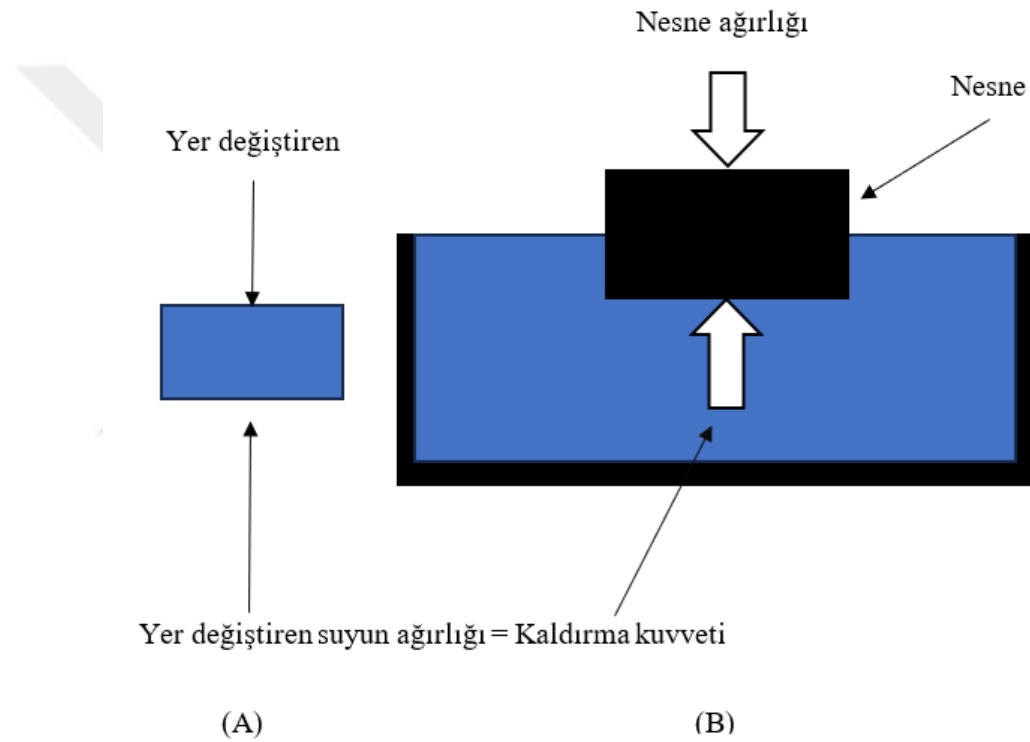 Nesne ağırlığı
Nesne
Yer değiştiren
Yer değiştiren suyun ağırlığı = Kaldırma kuvveti
(A)
(B)